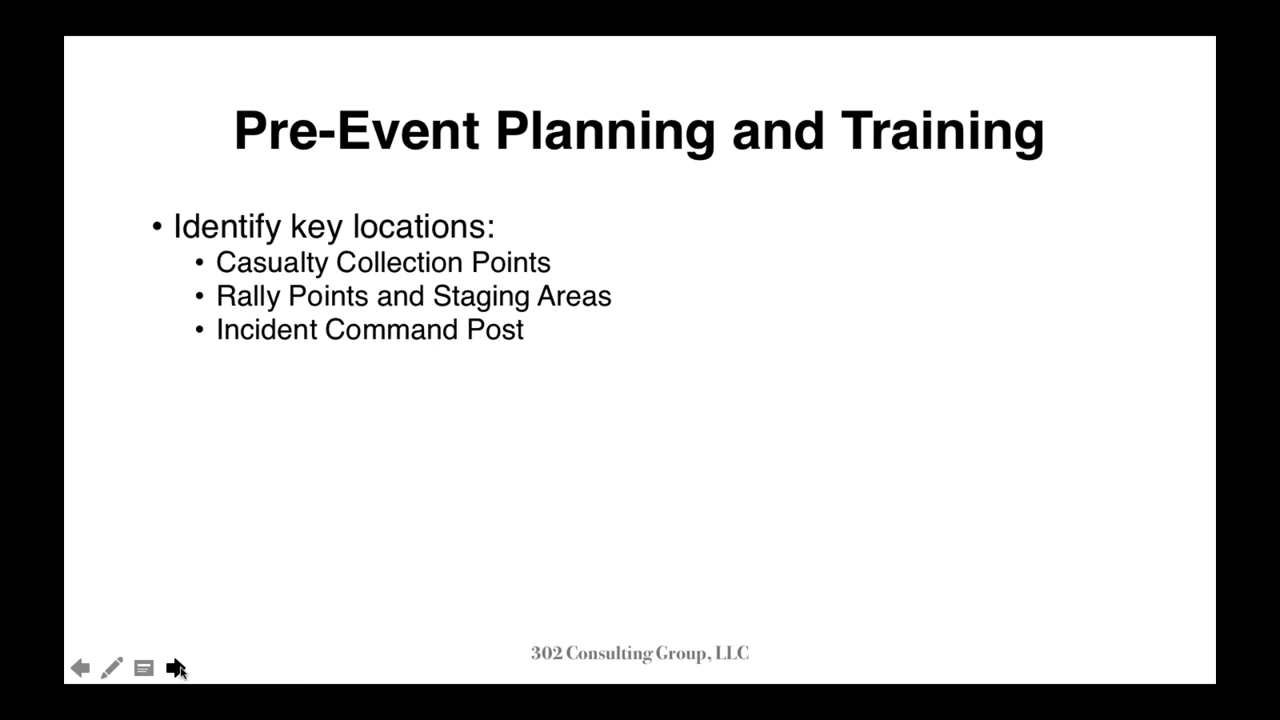 Pre-Event Planning and Training
• Identify key locations:
• Casualty Collection Points
• Rally Points and Staging Areas
• Incident Command Post
302 Consulting Group, LLC